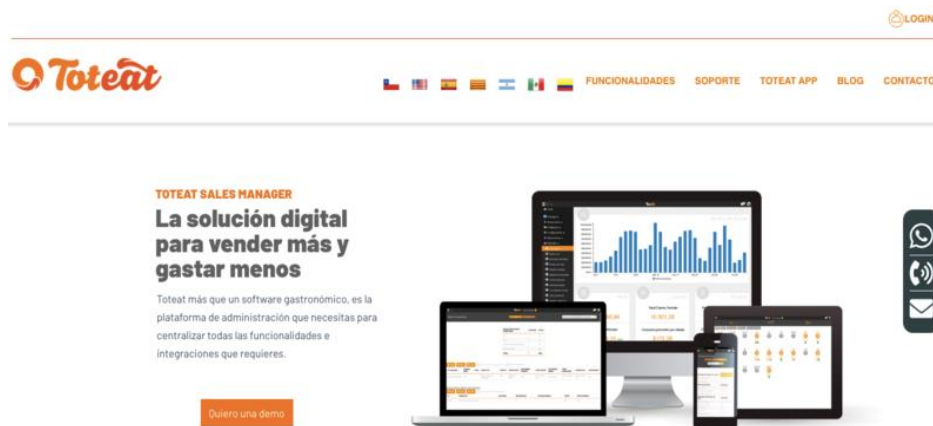 LOGIN
Toteat
FUNCIONALIDADES SOPORTE TOTEAT APP BLOG CONTACTO
TOTEAT SALES MANAGER
La solución digital
para vender más y
gastar menos
Toteat más que un software gastronómico, es la
plataforma de administración que necesitas para
centralizar todas las funcionalidades e
integraciones que requieres.
Quiero una demo